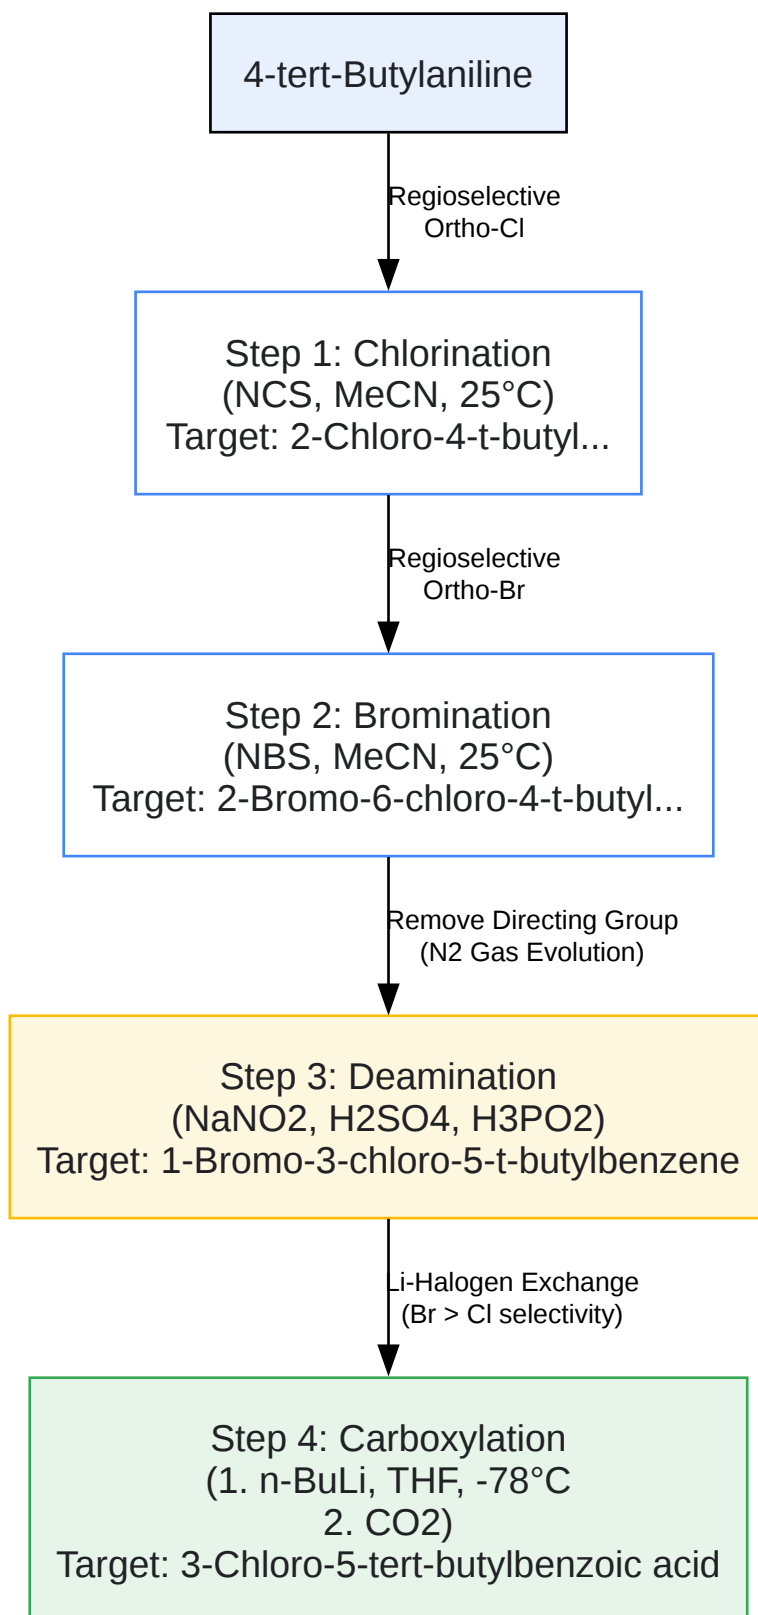 4-tert-Butylaniline
Regioselective
Ortho-Cl
Step 1: Chlorination
(NCS, MeCN, 25°C)
Target: 2-Chloro-4-t-butyl...
Regioselective
Ortho-Br
Step 2: Bromination
(NBS, MeCN, 25°C)
Target: 2-Bromo-6-chloro-4-t-butyl...
Remove Directing Group
(N2 Gas Evolution)
Step 3: Deamination
(NaNO2, H2SO4, H3PO2)
Target: 1-Bromo-3-chloro-5-t-butylbenzene
Li-Halogen Exchange
(Br > Cl selectivity)
Step 4: Carboxylation
(1. n-BuLi, THF, -78°C
2. CO2)
Target: 3-Chloro-5-tert-butylbenzoic acid